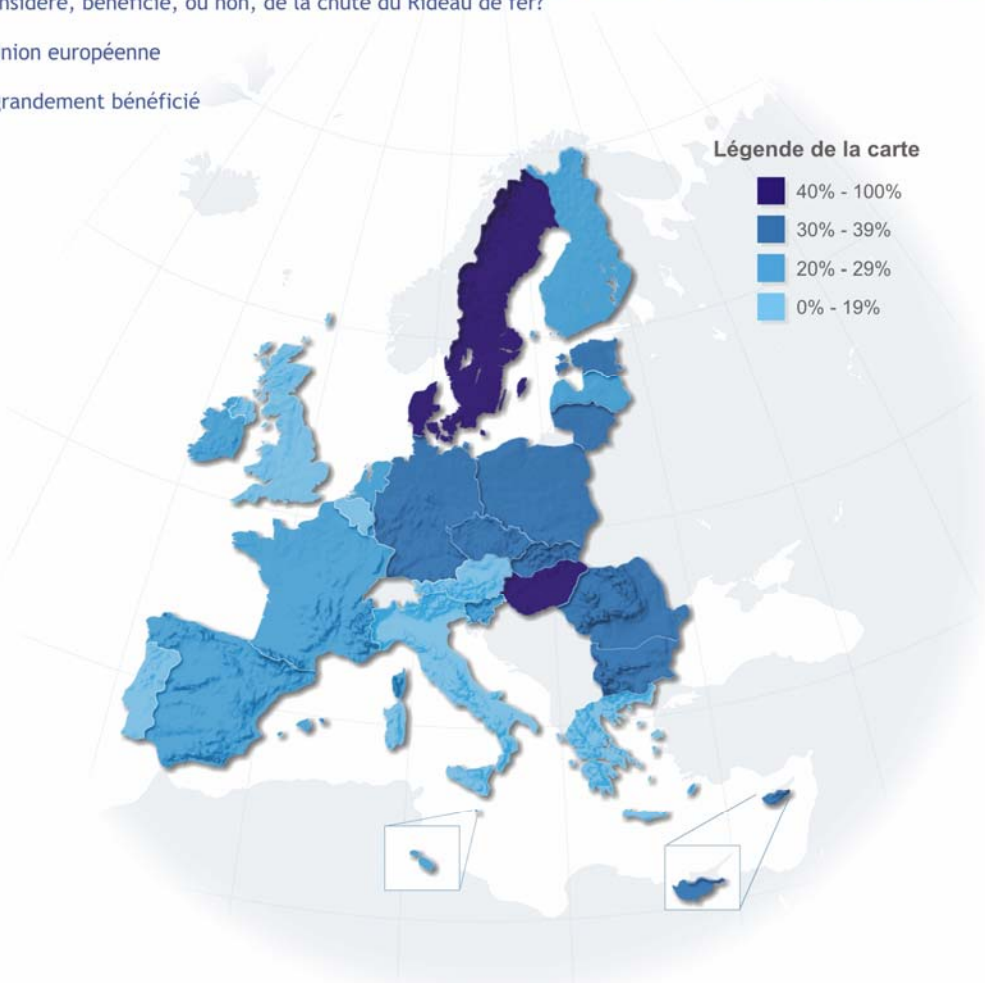 nsidère, bénéficié, ou non, de la chute du Rideau de fer?
nion européenne
grandement bénéficié
Légende de la carte
40% - 100%
30% - 39%
20% - 29%
0% - 19%